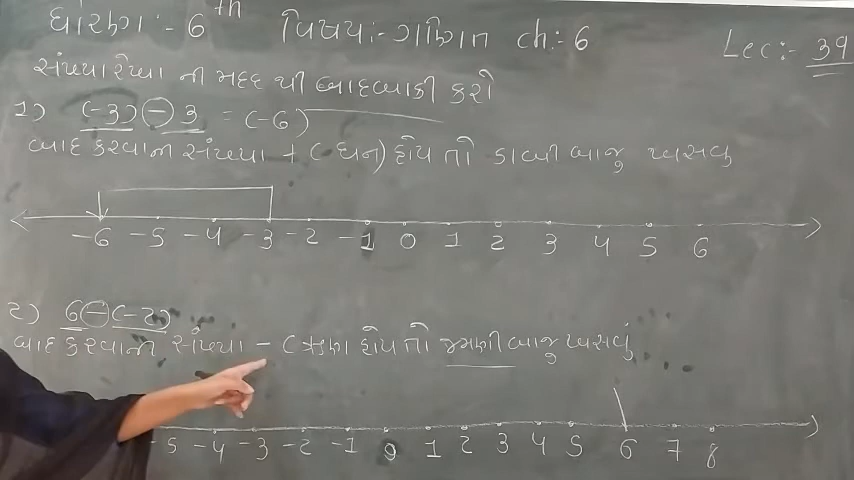 ધોરણ :- 6th વિષય :- ગણિત ch :- 6
Lec :- 39
સંખ્યારેખા ની મદદ થી બાદબાકી કરો
1) (-3) - 3 = (-6)
બાદ કરવાની સંખ્યા + (ધન) હોય તો ડાબી બાજુ ખસવું
-6 -5 -4 -3 -2 -1 0 1 2 3 4 5 6
2) 6 - (-2)
બાદ કરવાની સંખ્યા - (ઋણ હોય તો જમણી બાજુ ખસવું
5 -4 -3 -2 -1 0 1 2 3 4 5 6 7 8